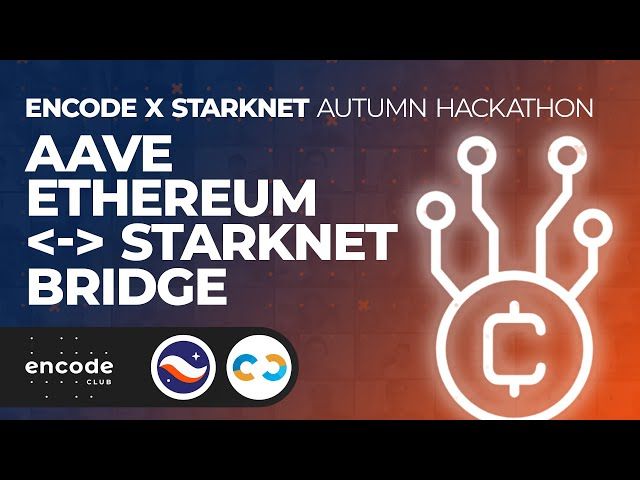 ENCODE X STARKNET AUTUMN HACKATHON
AAVE
ETHEREUM
<-> STARKNET
BRIDGE
encode
CLUB